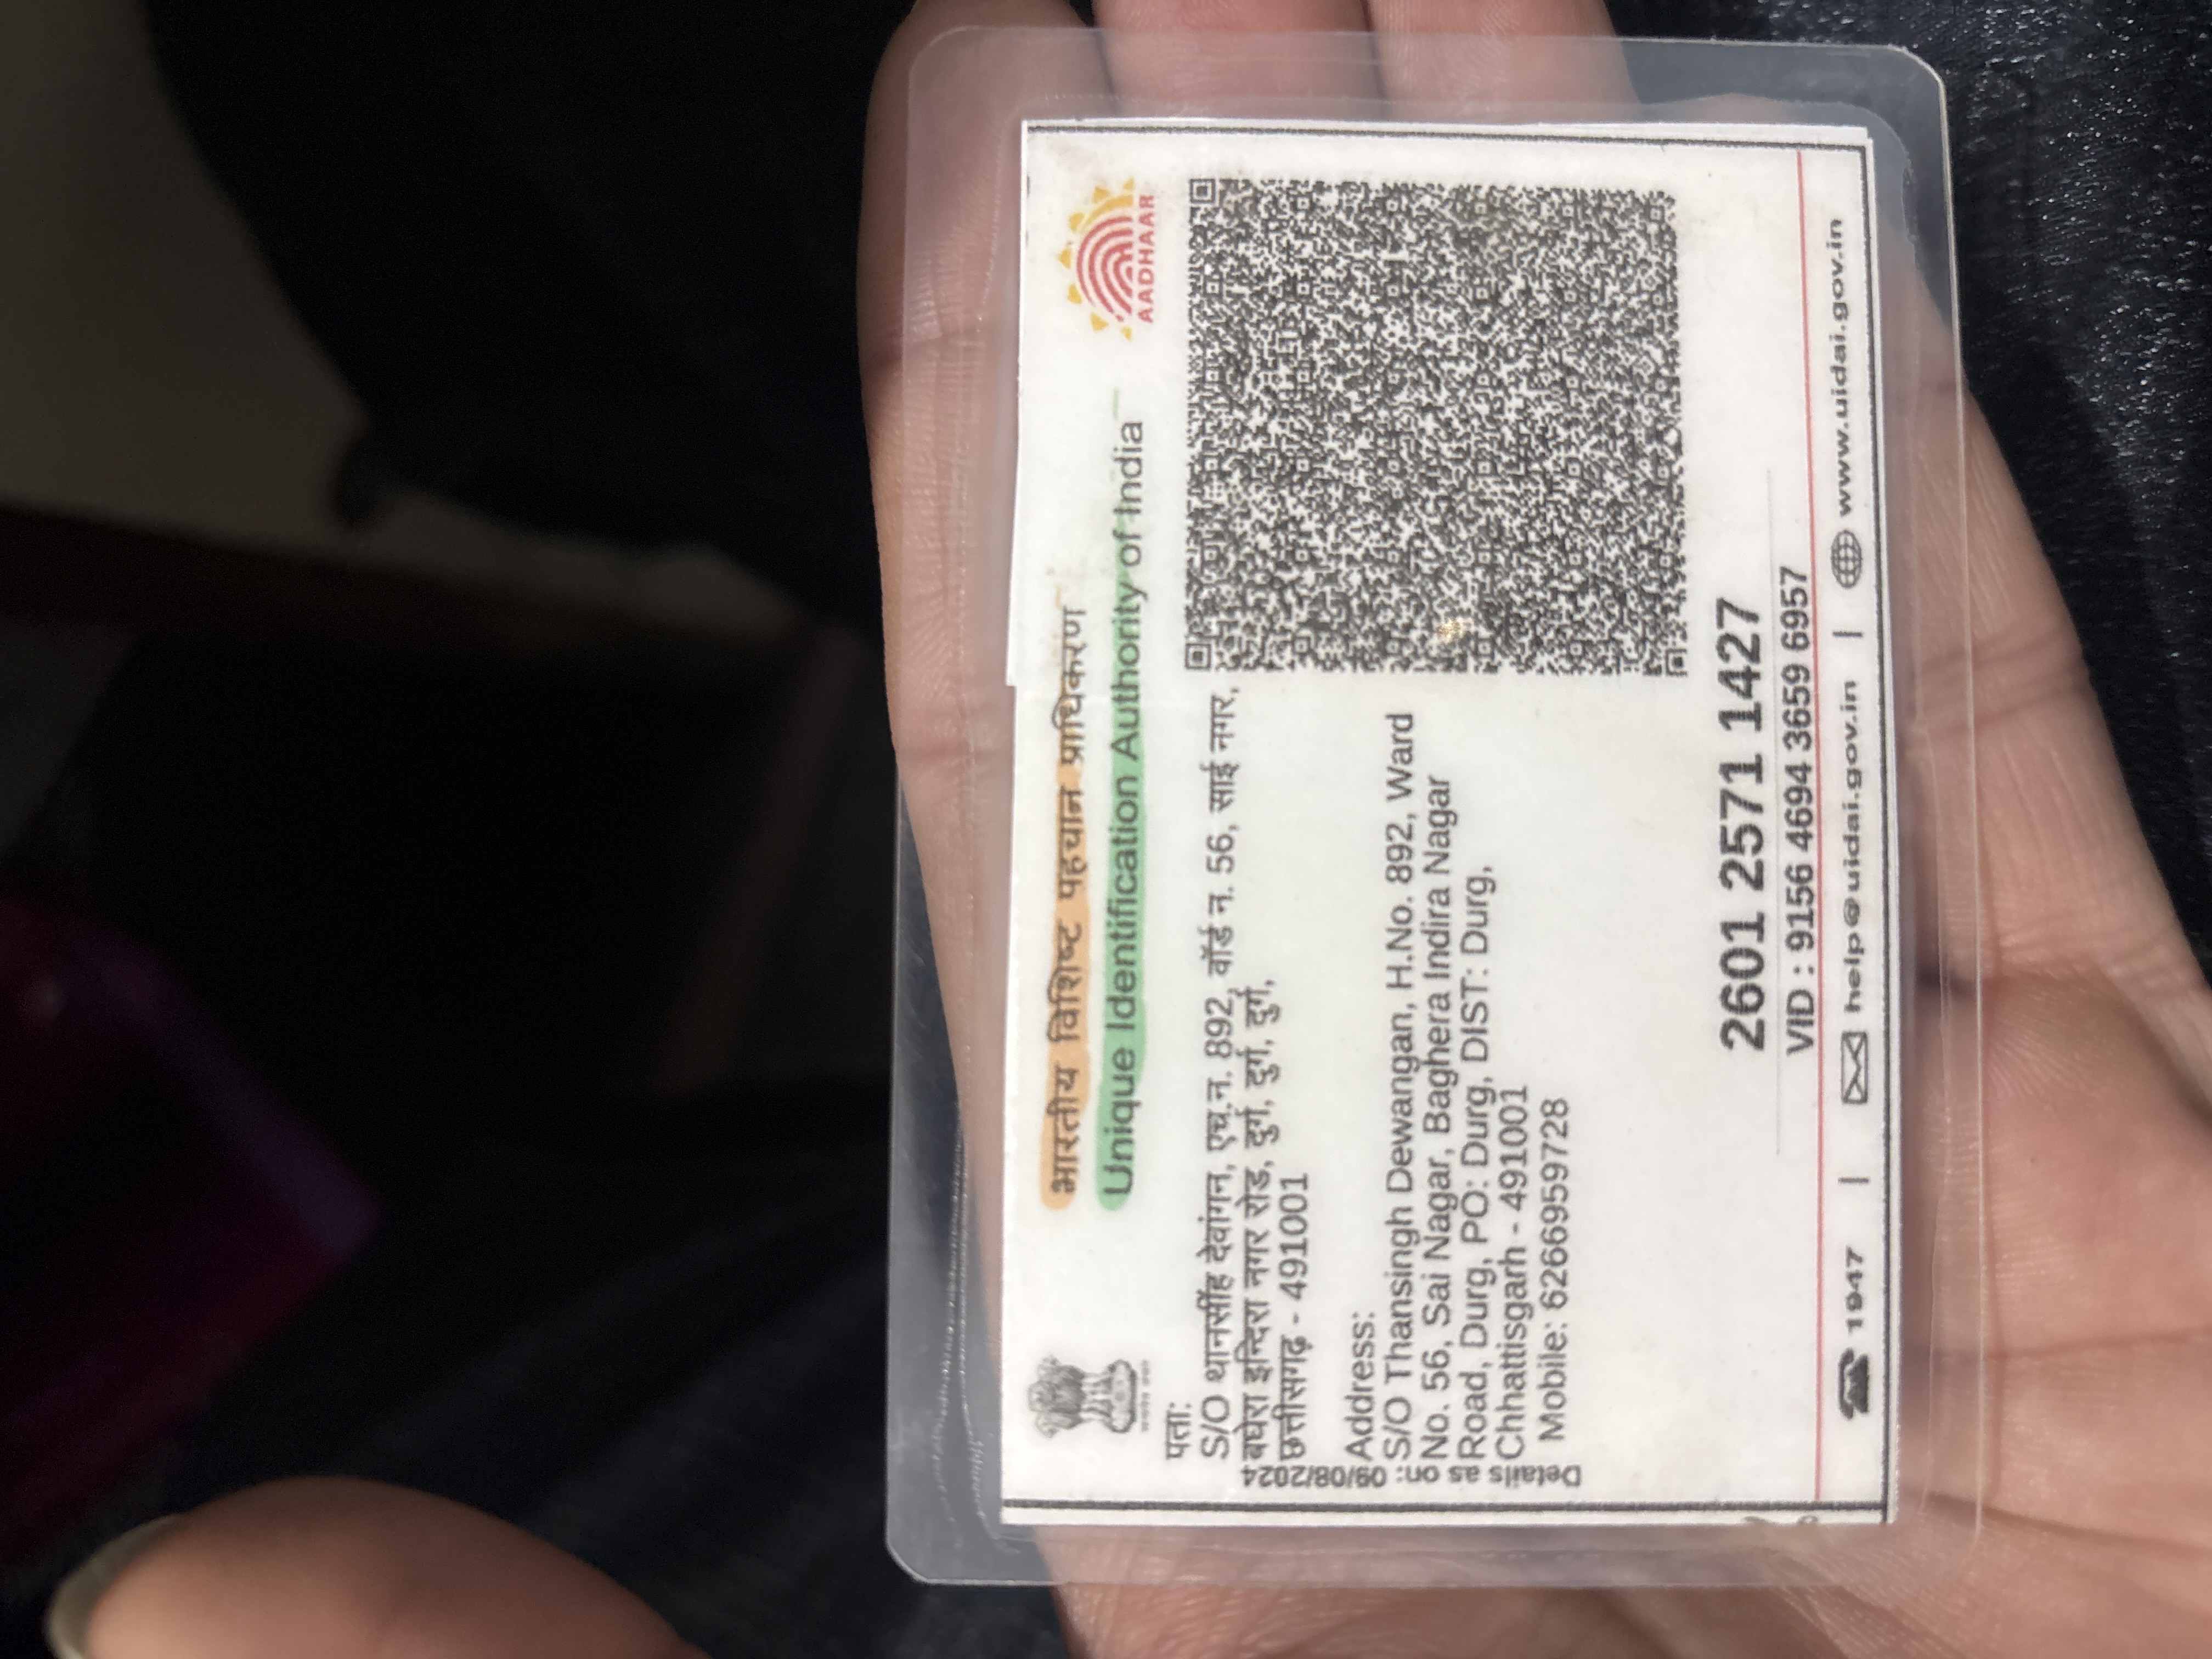 भारतीय विशिष्ट पहचान प्राधिकरण
Unique Identification Authority of India
AADHAAR
पता:
S/O थानसींह देवांगन, एच.न. 892, वॉर्ड न. 56, साई नगर,
बघेरा इन्दिरा नगर रोड, दुर्ग, दुर्ग, दुर्ग,
छत्तीसगढ़ - 491001
Address:
S/O Thansingh Dewangan, H.No. 892, Ward
No. 56, Sai Nagar, Baghera Indira Nagar
Road, Durg, PO: Durg, DIST: Durg,
Chhattisgarh - 491001
Mobile: 6266959728
Details as on: 09/08/2024
2601 2571 1427
VID : 9156 4694 3659 6957
1947 | help@uidai.gov.in | www.uidai.gov.in